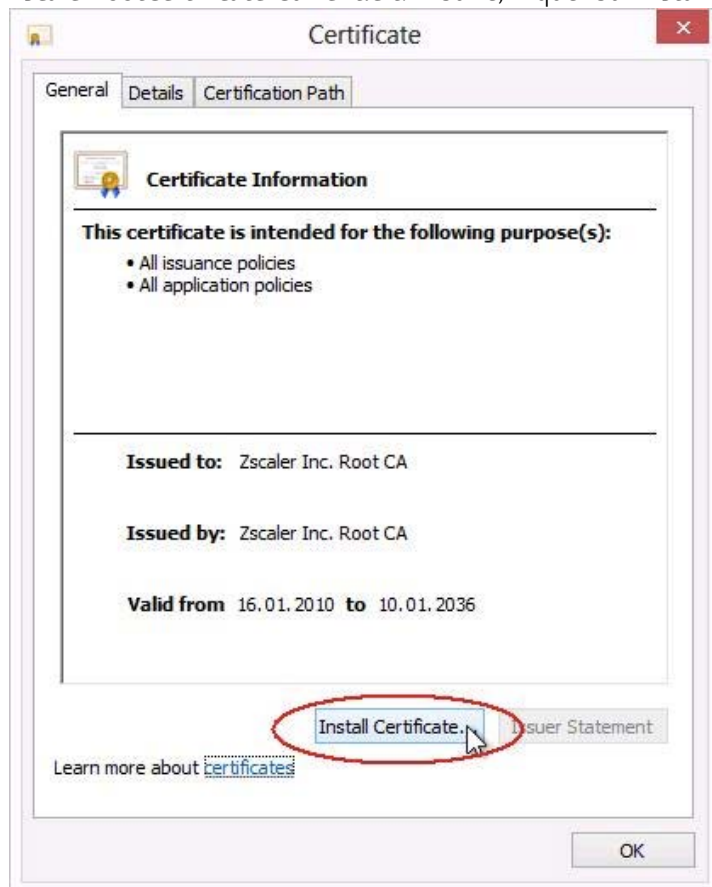 Certificate
General Details Certification Path
Certificate Information
This certificate is intended for the following purpose(s):
• All issuance policies
• All application policies
Issued to: Zscaler Inc. Root CA
Issued by: Zscaler Inc. Root CA
Valid from 16.01.2010 to 10.01.2036
Install Certificate... Issuer Statement
Learn more about certificates
OK